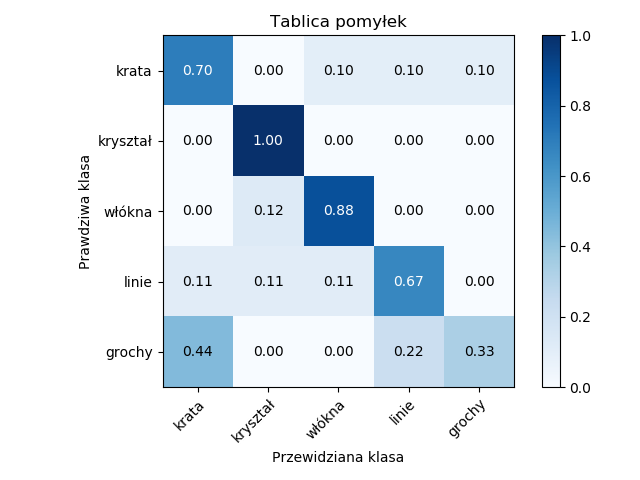 Tablica pomyłek
krata 0.70 0.00 0.10 0.10 0.10
kryształ 0.00 1.00 0.00 0.00 0.00
włókna 0.00 0.12 0.88 0.00 0.00
linie 0.11 0.11 0.11 0.67 0.00
grochy 0.44 0.00 0.00 0.22 0.33
krata kryształ włókna linie grochy
Prawdziwa klasa
Przewidziana klasa
1.0
0.8
0.6
0.4
0.2
0.0